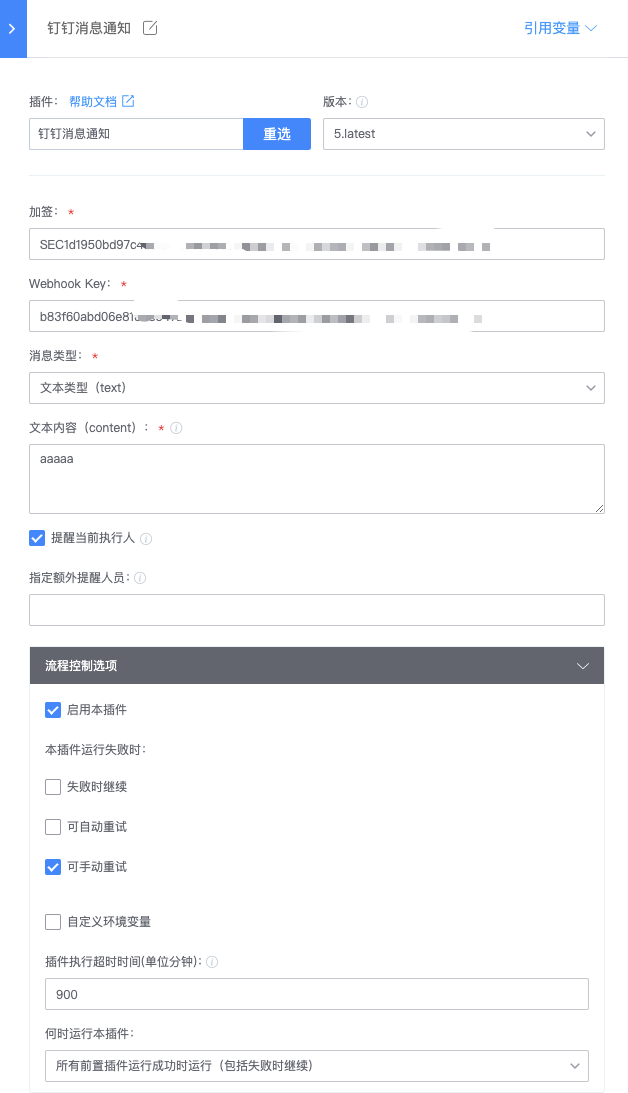 钉钉消息通知
引用变量
插件： 帮助文档
版本：
钉钉消息通知
重选
5.latest
加签： *
SEC1d1950bd97c
Webhook Key： *
b83f60abd06e81
消息类型： *
文本类型（text）
文本内容（content）： *
aaaaa
提醒当前执行人
指定额外提醒人员：
流程控制选项
启用本插件
本插件运行失败时：
失败时继续
可自动重试
可手动重试
自定义环境变量
插件执行超时时间(单位分钟)：
900
何时运行本插件：
所有前置插件运行成功时运行（包括失败时继续）